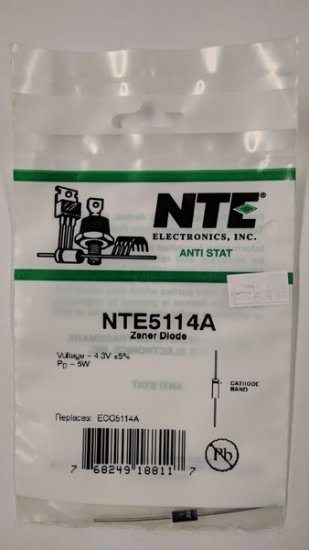 NTE®
ELECTRONICS, INC.
ANTI STAT
NTE5114A
Zener Diode
Voltage – 4.3V ±5%
PD – 5W
CATHODE
BAND
ANTI STAT
Replaces: ECG5114A
Pb
7 68249 18811 7